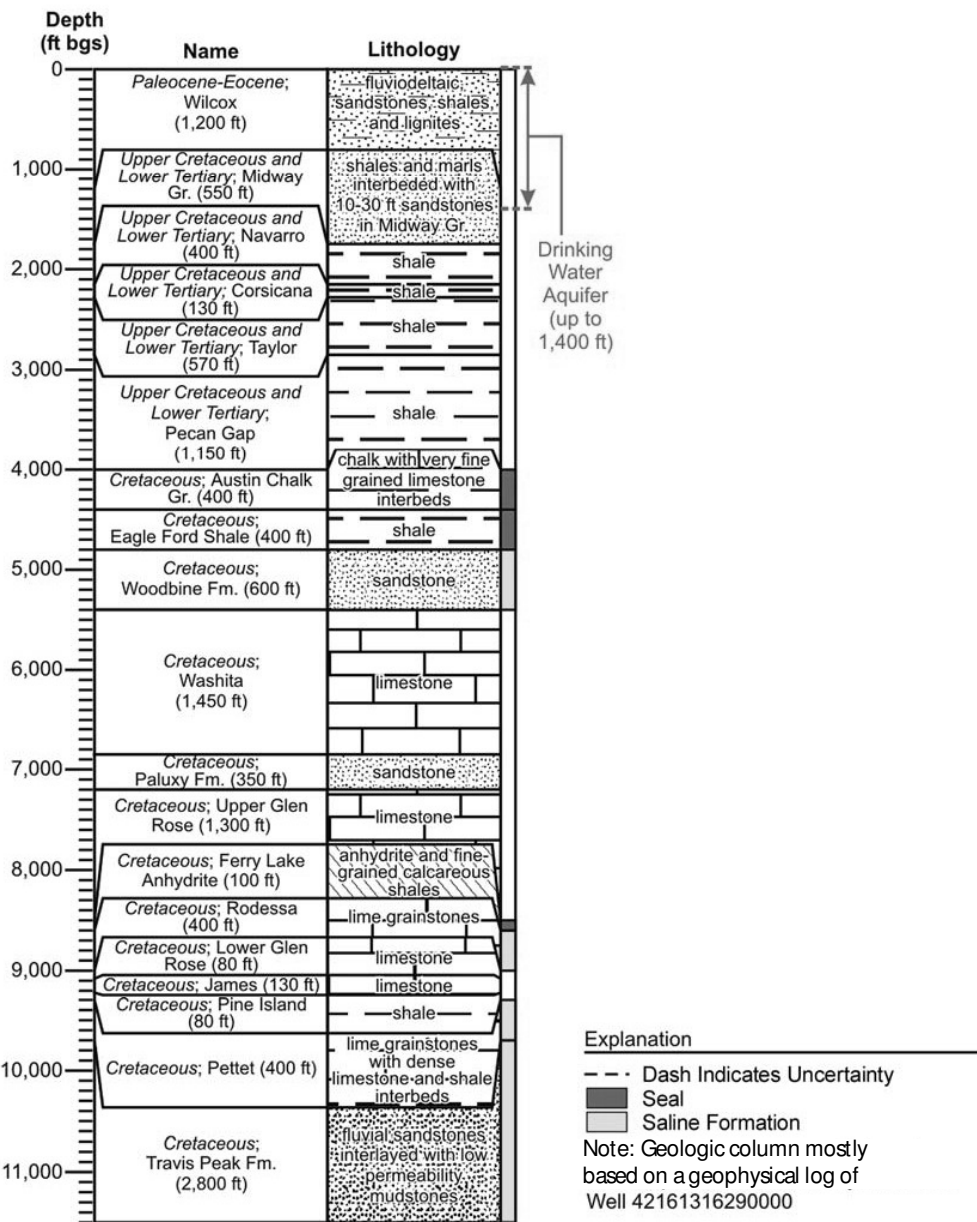 Depth
(ft bgs)
Name
Lithology
0
1,000
2,000
3,000
4,000
5,000
6,000
7,000
8,000
9,000
10,000
11,000
Paleocene-Eocene;
Wilcox
(1,200 ft)
fluviodeltaic
sandstones, shales,
and lignites
Upper Cretaceous and
Lower Tertiary; Midway
Gr. (550 ft)
shales and marls
interbeded with
10-30 ft sandstones
in Midway Gr.
Upper Cretaceous and
Lower Tertiary; Navarro
(400 ft)
shale
Upper Cretaceous and
Lower Tertiary; Corsicana
(130 ft)
shale
Upper Cretaceous and
Lower Tertiary; Taylor
(570 ft)
shale
Upper Cretaceous and
Lower Tertiary;
Pecan Gap
(1,150 ft)
shale
Cretaceous; Austin Chalk
Gr. (400 ft)
chalk with very fine
grained limestone
interbeds
Cretaceous;
Eagle Ford Shale (400 ft)
shale
Cretaceous;
Woodbine Fm. (600 ft)
sandstone
Cretaceous;
Washita
(1,450 ft)
limestone
Cretaceous;
Paluxy Fm. (350 ft)
sandstone
Cretaceous; Upper Glen
Rose (1,300 ft)
limestone
Cretaceous; Ferry Lake
Anhydrite (100 ft)
anhydrite and fine-
grained calcareous
shales
Cretaceous; Rodessa
(400 ft)
lime grainstones
Cretaceous; Lower Glen
Rose (80 ft)
limestone
Cretaceous; James (130 ft)
limestone
Cretaceous; Pine Island
(80 ft)
shale
Cretaceous; Pettet (400 ft)
lime grainstones
with dense
limestone and shale
interbeds
Cretaceous;
Travis Peak Fm.
(2,800 ft)
fluvial sandstones
interlayed with low
permeability
mudstones
Drinking
Water
Aquifer
(up to
1,400 ft)
Explanation
Dash Indicates Uncertainty
Seal
Saline Formation
Note: Geologic column mostly
based on a geophysical log of
Well 42161316290000